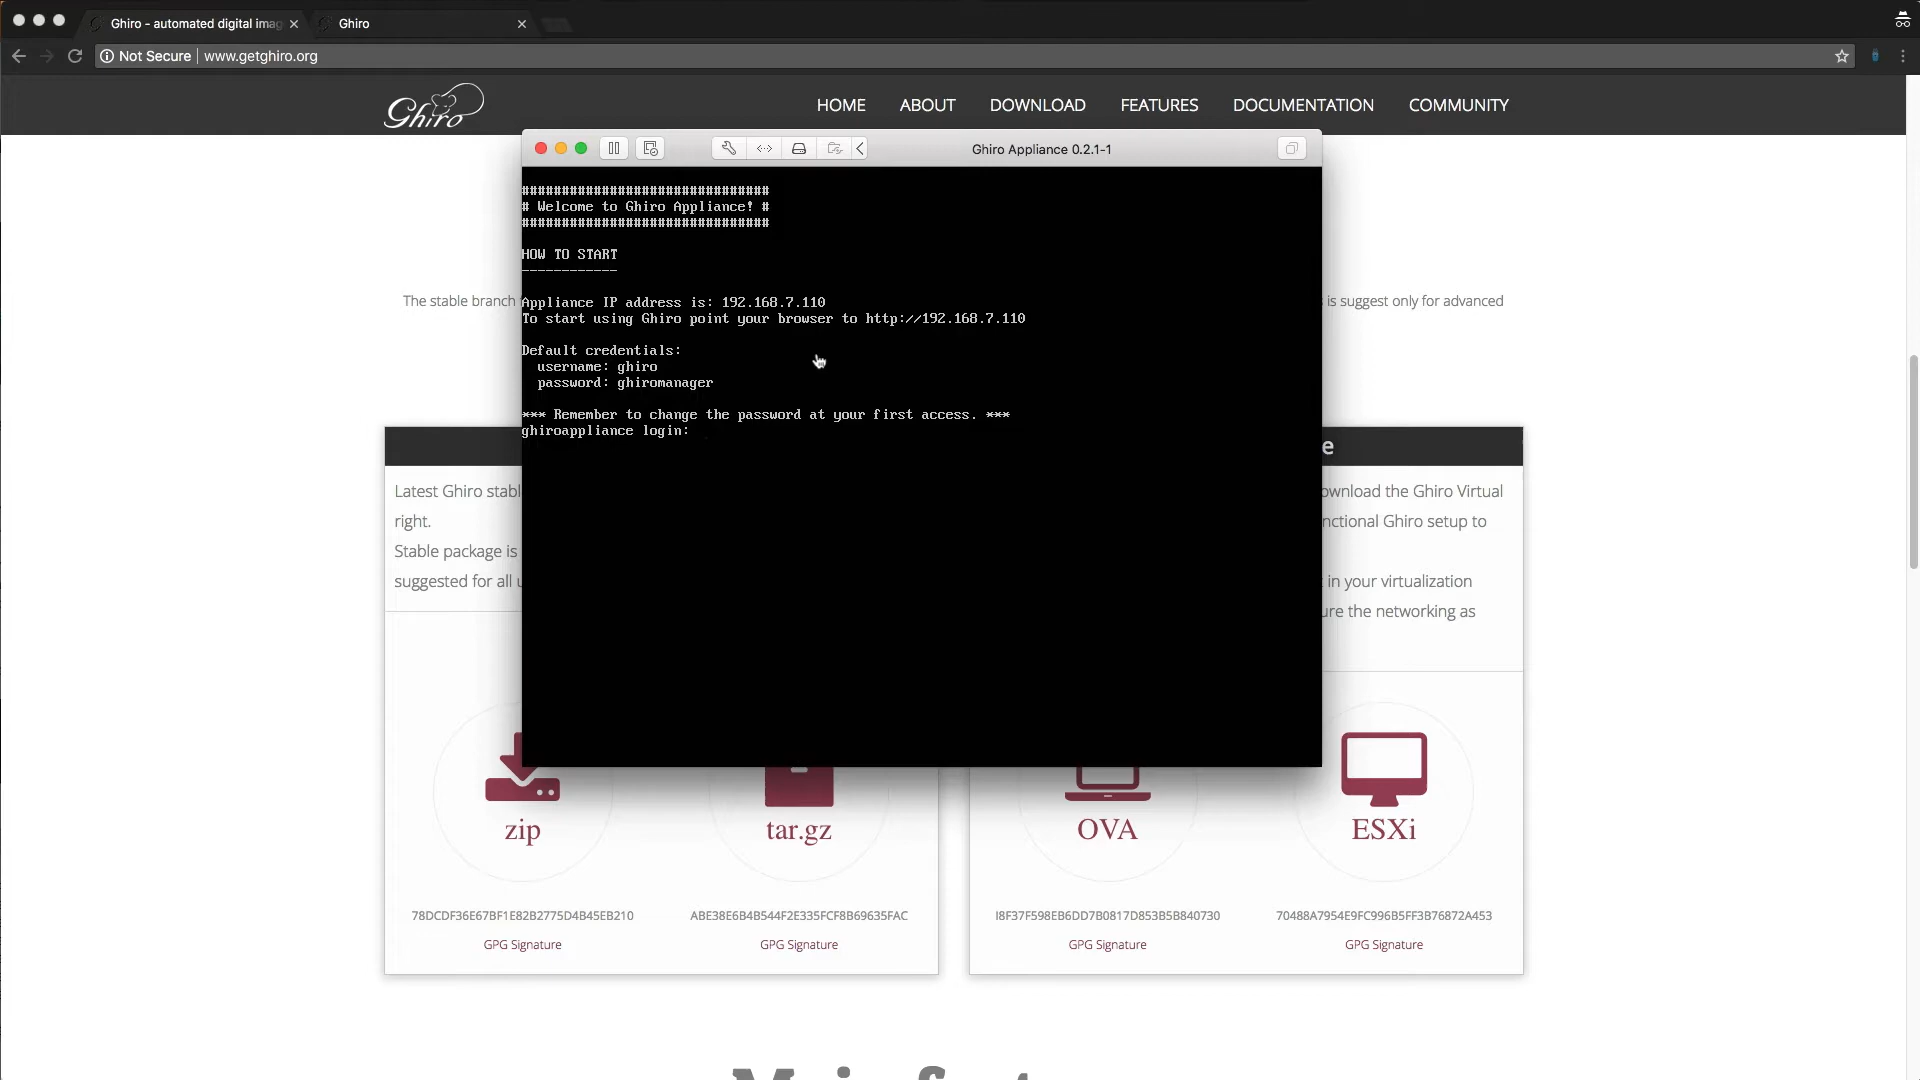 Ghiro - automated digital imag
Ghiro
Not Secure
www.getghiro.org
Ghiro
HOME
ABOUT
DOWNLOAD
FEATURES
DOCUMENTATION
COMMUNITY
Ghiro Appliance 0.2.1-1
###############################
# Welcome to Ghiro Appliance! #
###############################
HOW TO START
------------
The stable branch
is suggest only for advanced
Appliance IP address is: 192.168.7.110
To start using Ghiro point your browser to http://192.168.7.110
Default credentials:
username: ghiro
password: ghiromanager
*** Remember to change the password at your first access. ***
ghiroappliance login:
e
Latest Ghiro stabl
right.
Stable package is
suggested for all
ownload the Ghiro Virtual
nctional Ghiro setup to
in your virtualization
ure the networking as
zip
tar.gz
OVA
ESXi
78DCDF36E67BF1E82B2775D4B45EB210
ABE38E6B4B544F2E335FCF8B69635FAC
I8F37F598EB6DD7B0817D853B5B840730
70488A7954E9FC996B5FF3B76872A453
GPG Signature
GPG Signature
GPG Signature
GPG Signature